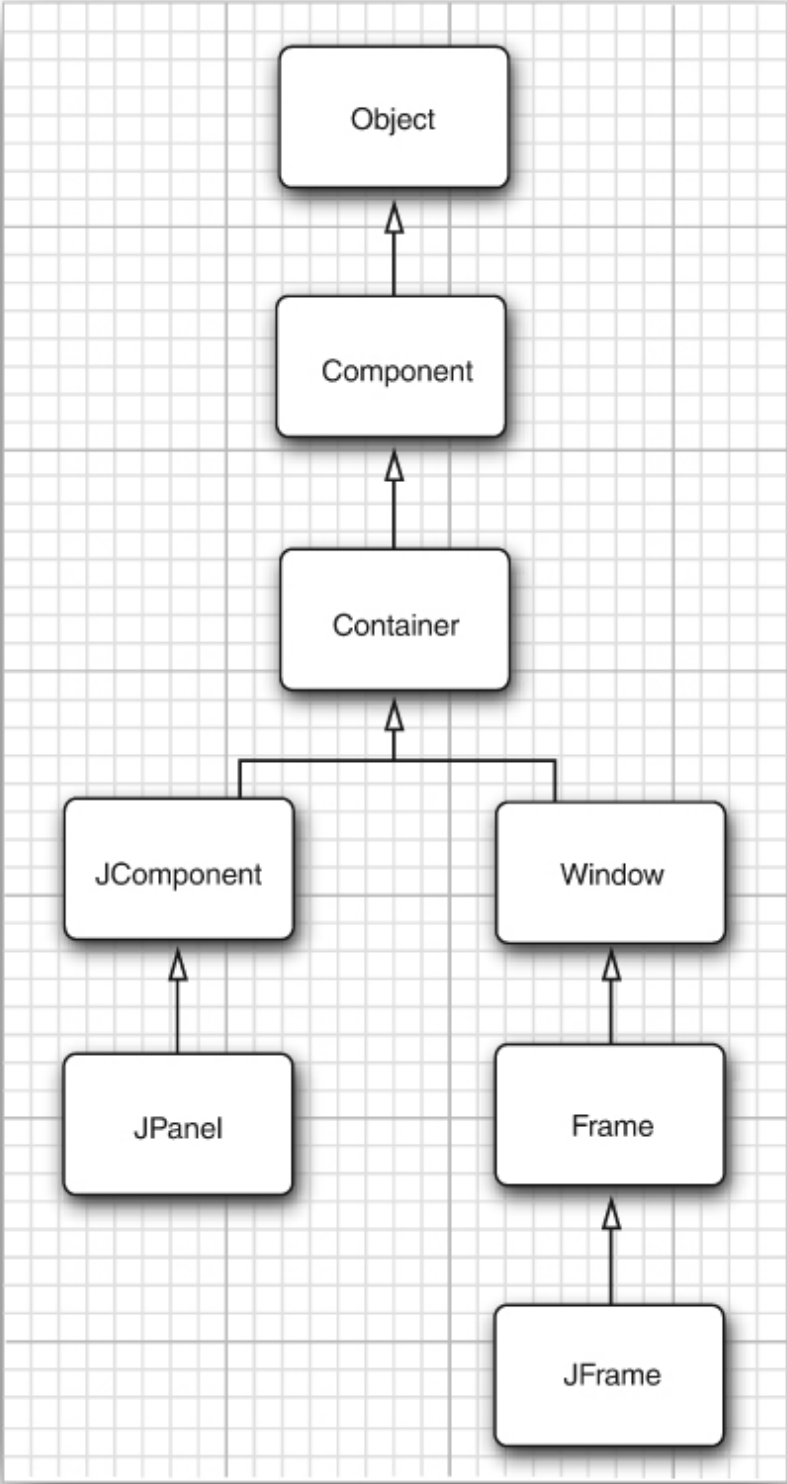 Object
Component
Container
JComponent
Window
JPanel
Frame
JFrame